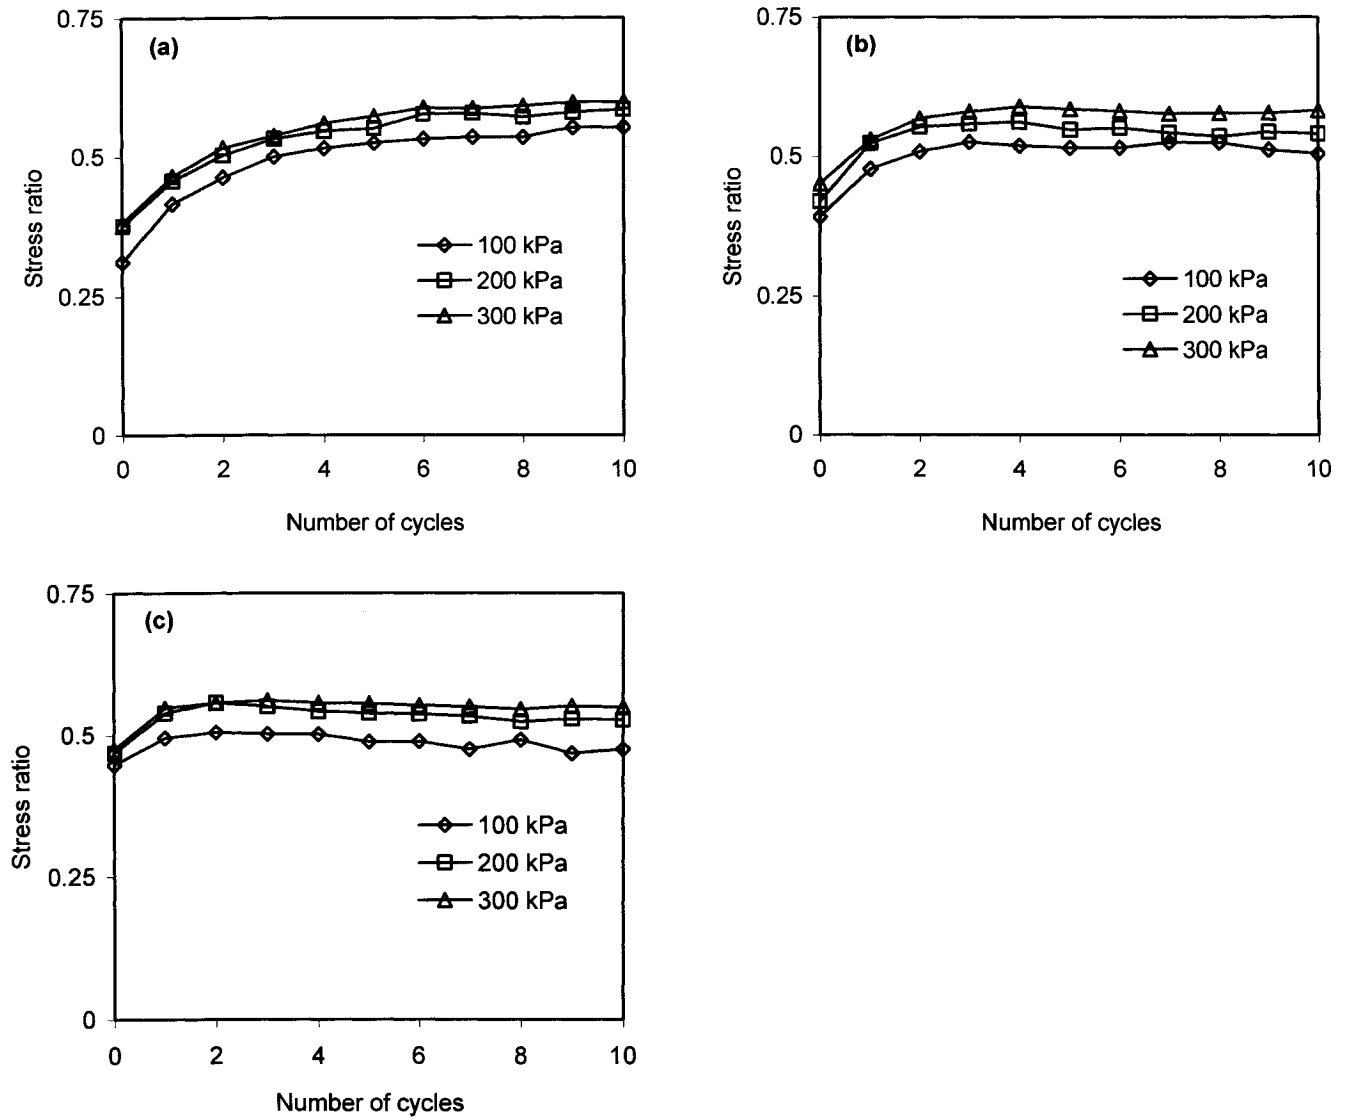 0.75
(a)
0.5
Stress ratio
100 kPa
200 kPa
300 kPa
0.25
0
0 2 4 6 8 10
Number of cycles
0.75
(b)
0.5
Stress ratio
100 kPa
200 kPa
300 kPa
0.25
0
0 2 4 6 8 10
Number of cycles
0.75
(c)
0.5
Stress ratio
100 kPa
200 kPa
300 kPa
0.25
0
0 2 4 6 8 10
Number of cycles